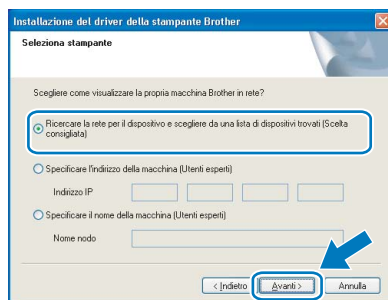 Installazione del driver della stampante Brother
Seleziona stampante
Scegliere come visualizzare la propria macchina Brother in rete?
Ricercare la rete per il dispositivo e scegliere da una lista di dispositivi trovati (Scelta
consigliata)
Specificare l'indirizzo della macchina (Utenti esperti)
Indirizzo IP
Specificare il nome della macchina (Utenti esperti)
Nome nodo
< Indietro Avanti > Annulla